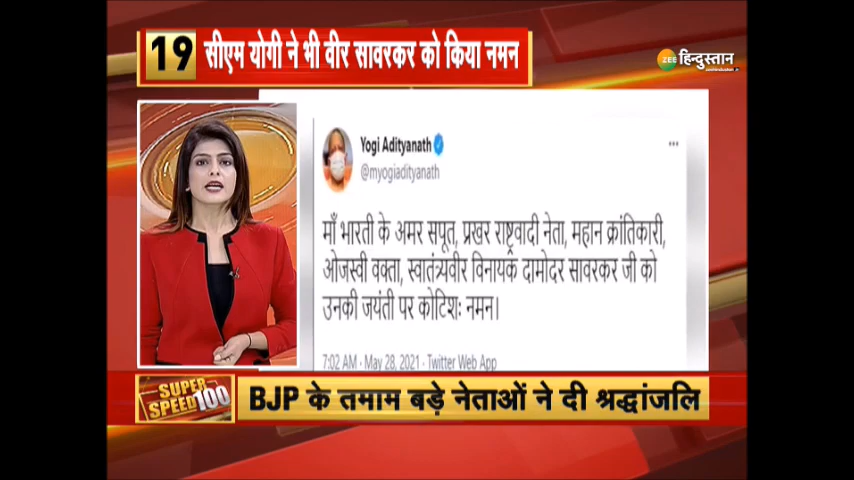 19 सीएम योगी ने भी वीर सावरकर को किया नमन
ZEE हिन्दुस्तान
Yogi Adityanath
@myogiadityanath
माँ भारती के अमर सपूत, प्रखर राष्ट्रवादी नेता, महान क्रांतिकारी,
ओजस्वी वक्ता, स्वातंत्र्यवीर विनायक दामोदर सावरकर जी को
उनकी जयंती पर कोटिशः नमन।
7:02 AM · May 28, 2021 · Twitter Web App
SUPER
SPEED 100
BJP के तमाम बड़े नेताओं ने दी श्रद्धांजलि